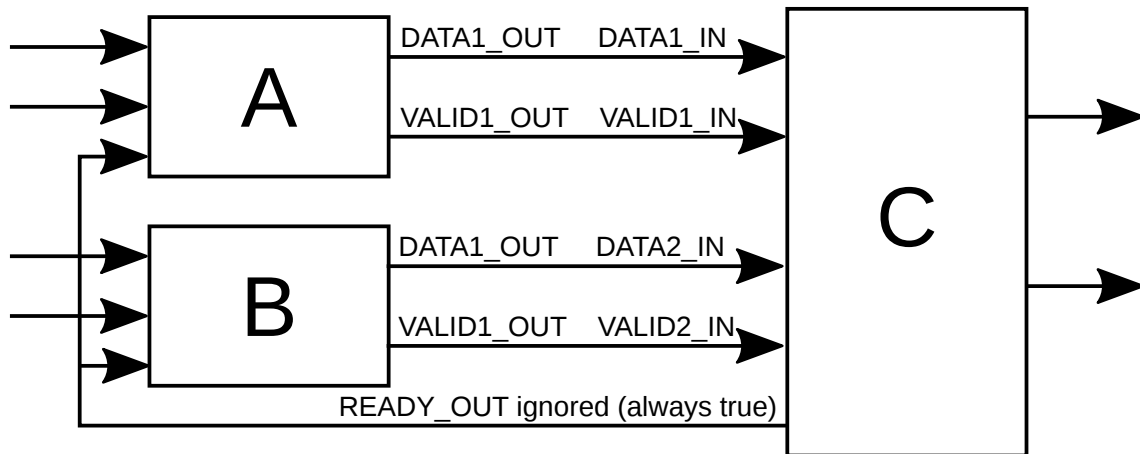 DATA1_OUT DATA1_IN
A
VALID1_OUT VALID1_IN
C
DATA1_OUT DATA2_IN
B
VALID1_OUT VALID2_IN
READY_OUT ignored (always true)